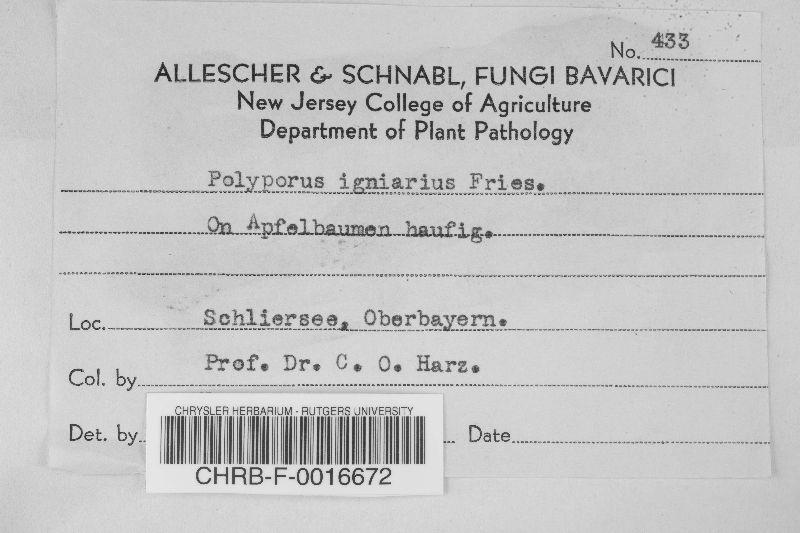 No. 433
ALLESCHER & SCHNABL, FUNGI BAVARICI
New Jersey College of Agriculture
Department of Plant Pathology
Polyporus igniarius Fries.
On Apfelbaumen haufig.
Loc. Schliersee, Oberbayern.
Col. by Prof. Dr. C. O. Harz.
Det. by Date
CHRYSLER HERBARIUM - RUTGERS UNIVERSITY
CHRB-F-0016672